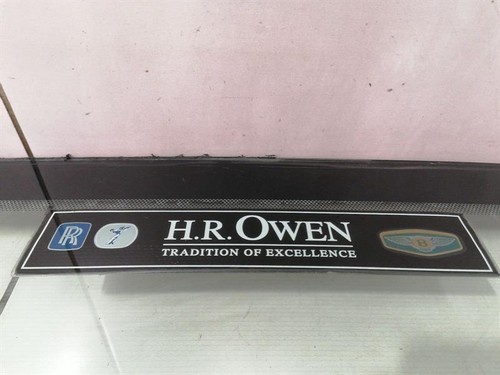 RR
H.R. OWEN
TRADITION OF EXCELLENCE
B